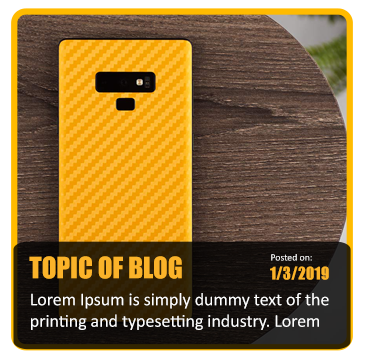 TOPIC OF BLOG
Posted on:
1/3/2019
Lorem Ipsum is simply dummy text of the
printing and typesetting industry. Lorem